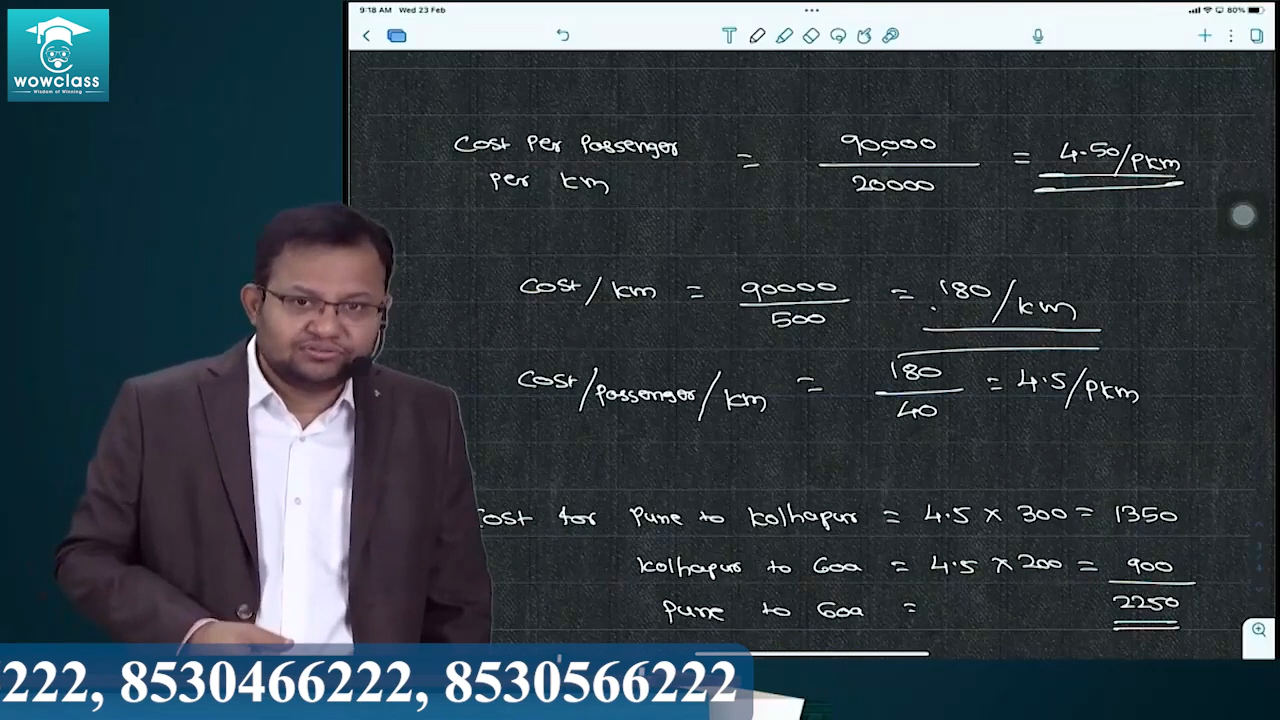 9:18 AM Wed 23 Feb
80%
wowclass
Wisdom of Winning
Cost Per Passenger Per km = 90,000 / 20000 = 4.50/Pkm
Cost/km = 90000 / 500 = 180/km
Cost/Passenger/km = 180 / 40 = 4.5/Pkm
Cost for Pune to Kolhapur = 4.5 × 300 = 1350
Kolhapur to Goa = 4.5 × 200 = 900
Pune to Goa = 2250
222, 8530466222, 8530566222